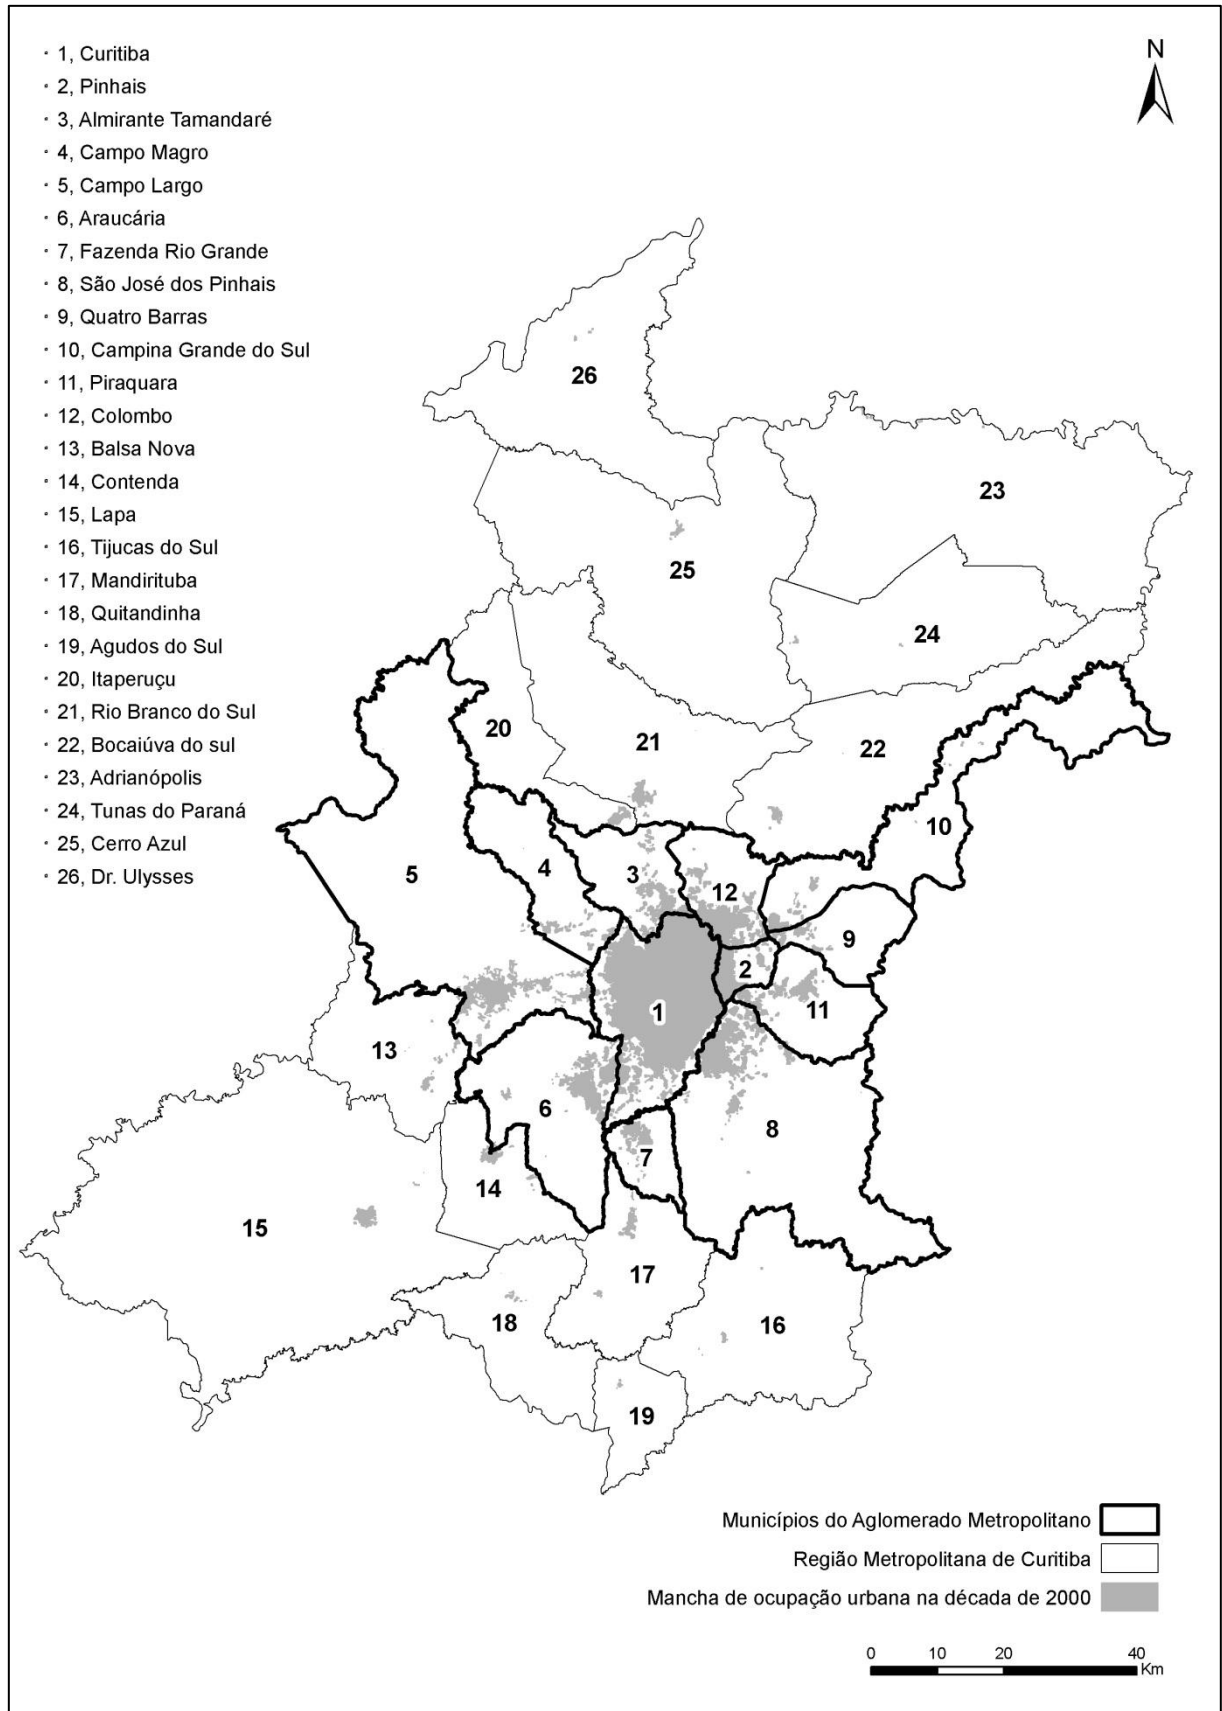 · 1, Curitiba
· 2, Pinhais
· 3, Almirante Tamandaré
· 4, Campo Magro
· 5, Campo Largo
· 6, Araucária
· 7, Fazenda Rio Grande
· 8, São José dos Pinhais
· 9, Quatro Barras
· 10, Campina Grande do Sul
· 11, Piraquara
· 12, Colombo
· 13, Balsa Nova
· 14, Contenda
· 15, Lapa
· 16, Tijucas do Sul
· 17, Mandirituba
· 18, Quitandinha
· 19, Agudos do Sul
· 20, Itaperuçu
· 21, Rio Branco do Sul
· 22, Bocaiúva do sul
· 23, Adrianópolis
· 24, Tunas do Paraná
· 25, Cerro Azul
· 26, Dr. Ulysses
N
26
23
25
24
20
21
22
10
5
4
3
12
9
2
1
11
13
6
8
7
14
15
17
18
16
19
Municípios do Aglomerado Metropolitano
Região Metropolitana de Curitiba
Mancha de ocupação urbana na década de 2000
0 10 20 40
Km